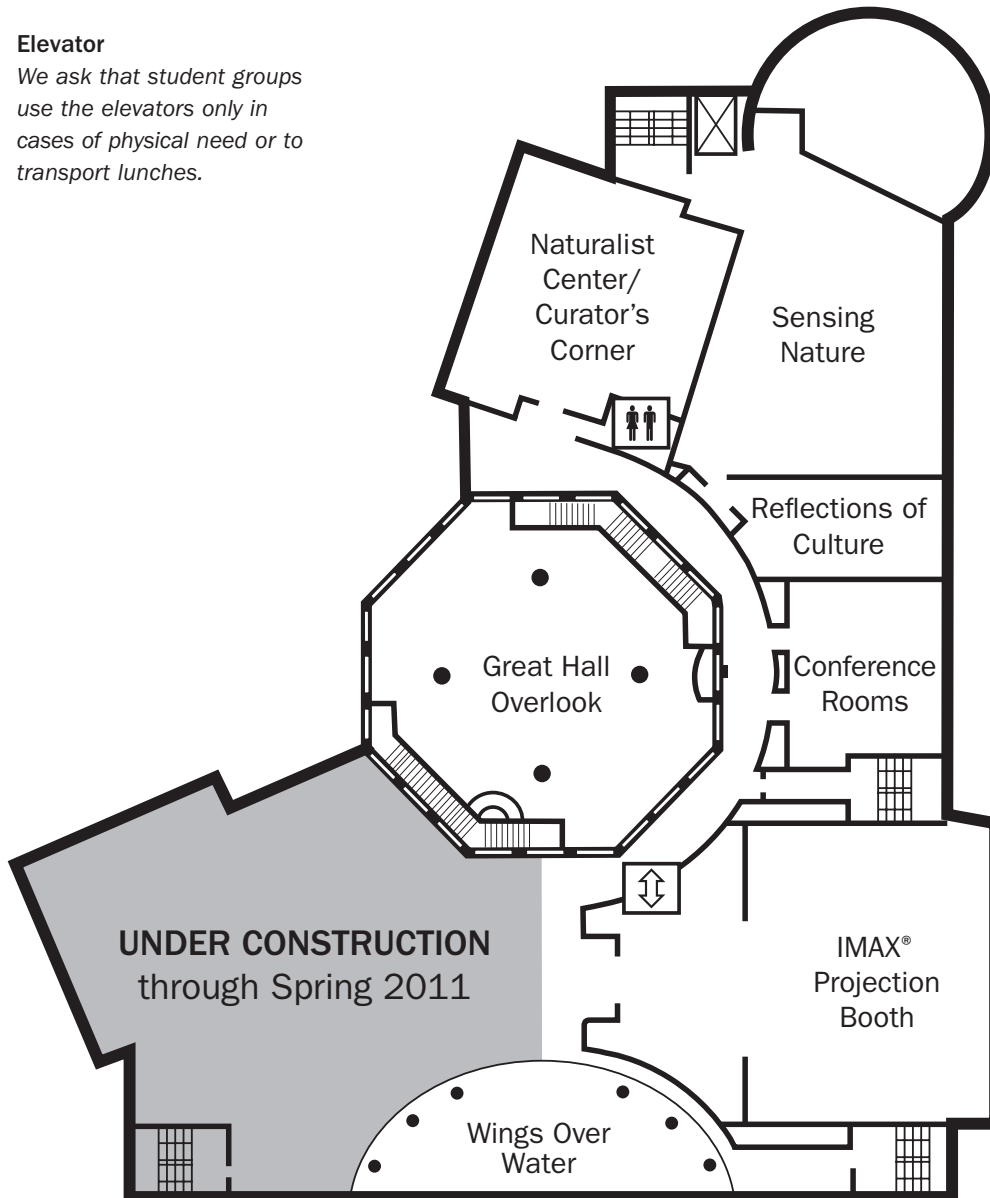 Elevator
We ask that student groups
use the elevators only in
cases of physical need or to
transport lunches.
Naturalist
Center/
Curator's
Corner
Sensing
Nature
Reflections of
Culture
Great Hall
Overlook
Conference
Rooms
UNDER CONSTRUCTION
through Spring 2011
IMAX®
Projection
Booth
Wings Over
Water